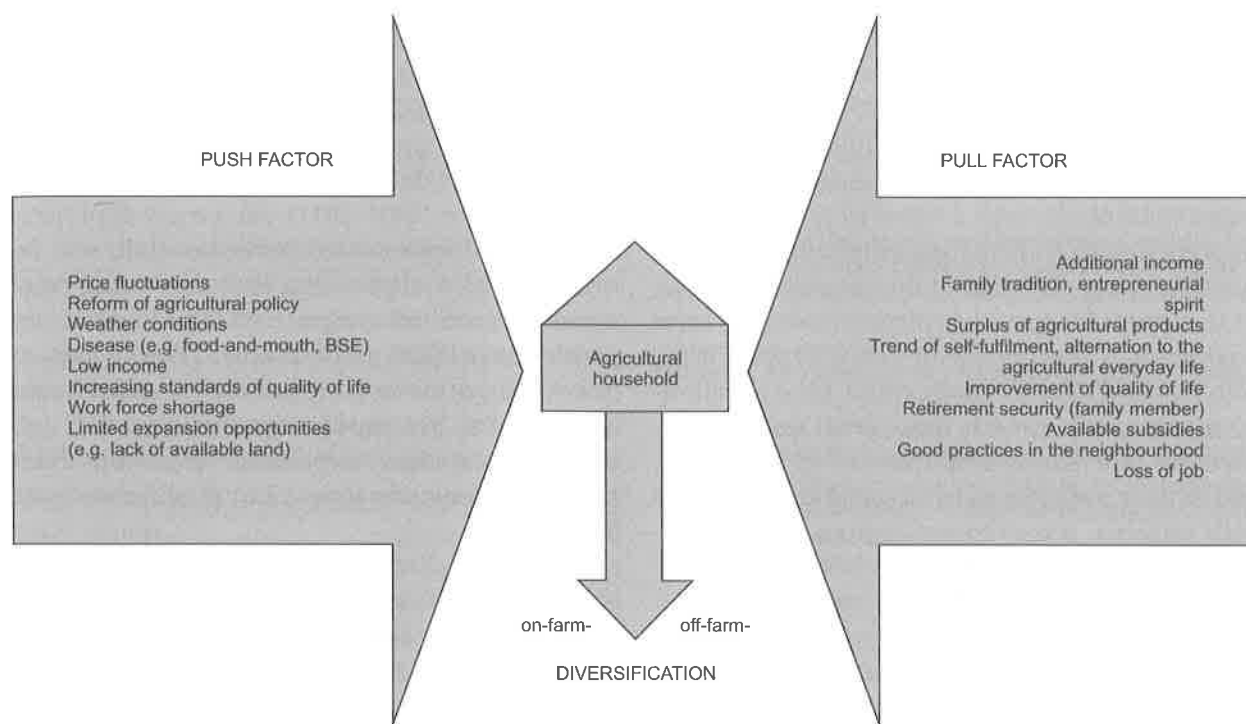 PUSH FACTOR
Price fluctuations
Reform of agricultural policy
Weather conditions
Disease (e.g. food-and-mouth, BSE)
Low income
Increasing standards of quality of life
Work force shortage
Limited expansion opportunities
(e.g. lack of available land)
Agricultural
household
on-farm- off-farm-
DIVERSIFICATION
PULL FACTOR
Additional income
Family tradition, entrepreneurial
spirit
Surplus of agricultural products
Trend of self-fulfilment, alternation to the
agricultural everyday life
Improvement of quality of life
Retirement security (family member)
Available subsidies
Good practices in the neighbourhood
Loss of job